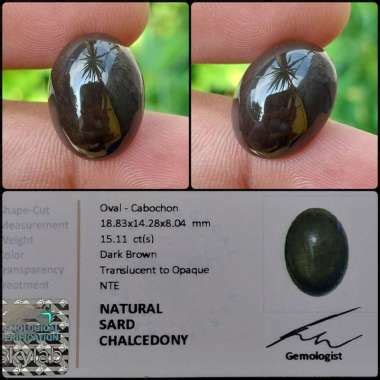 Shape-Cut Oval - Cabochon
Measurement 18.83x14.28x8.04 mm
Weight 15.11 ct(s)
Color Dark Brown
Transparency Translucent to Opaque
Treatment NTE
NATURAL
SARD
CHALCEDONY
Skylab
Gemologist